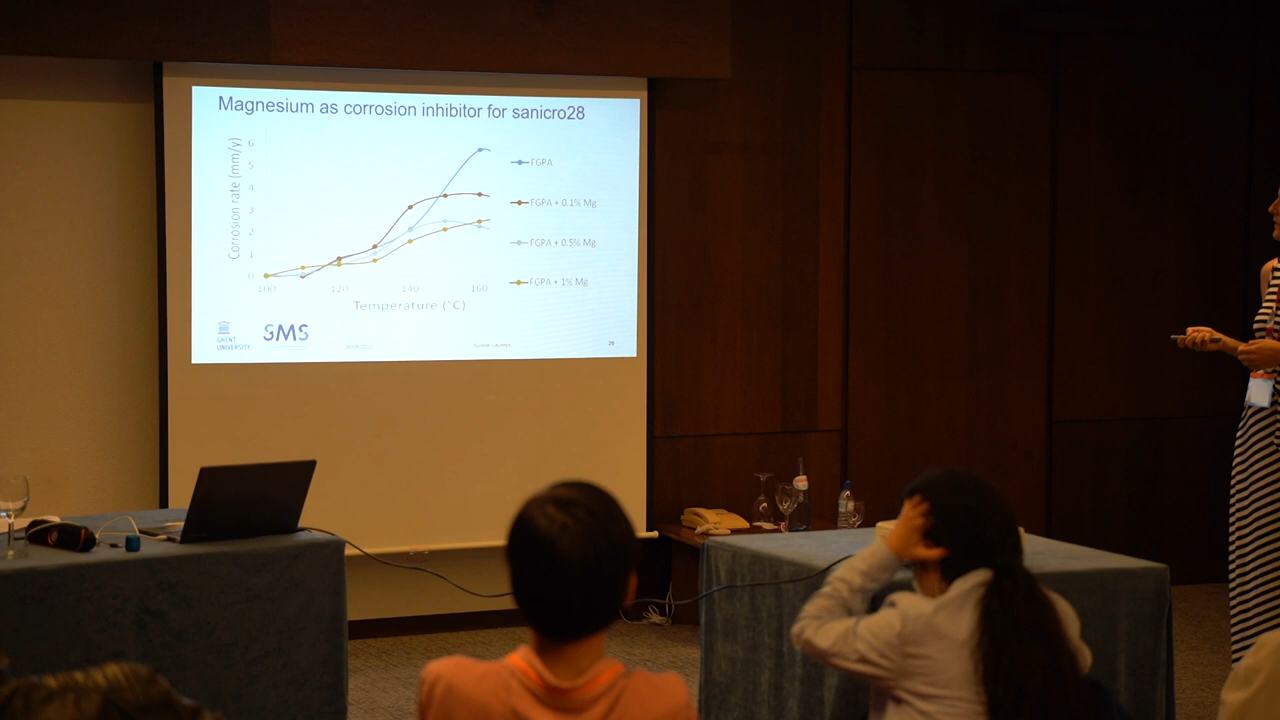 Magnesium as corrosion inhibitor for sanicro28
Corrosion rate (mm/y)
6
5
4
3
2
1
0
100
120
140
160
Temperature (°C)
FGPA
FGPA + 0.1% Mg
FGPA + 0.5% Mg
FGPA + 1% Mg
GHENT
UNIVERSITY
SMS
26